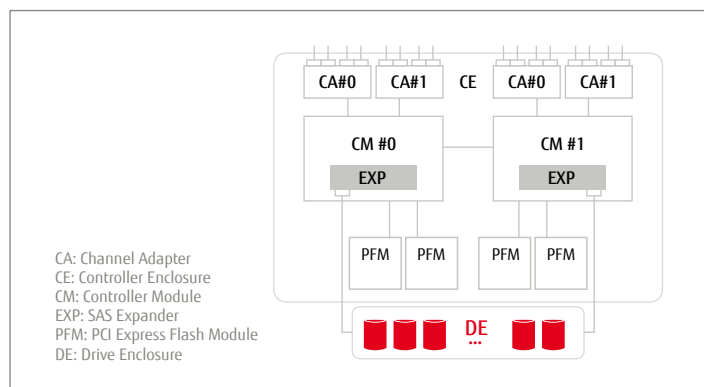 CA#0 CA#1 CE CA#0 CA#1
CM #0 CM #1
EXP EXP
PFM PFM PFM PFM
CA: Channel Adapter
CE: Controller Enclosure
CM: Controller Module
EXP: SAS Expander
PFM: PCI Express Flash Module
DE: Drive Enclosure
DE
...